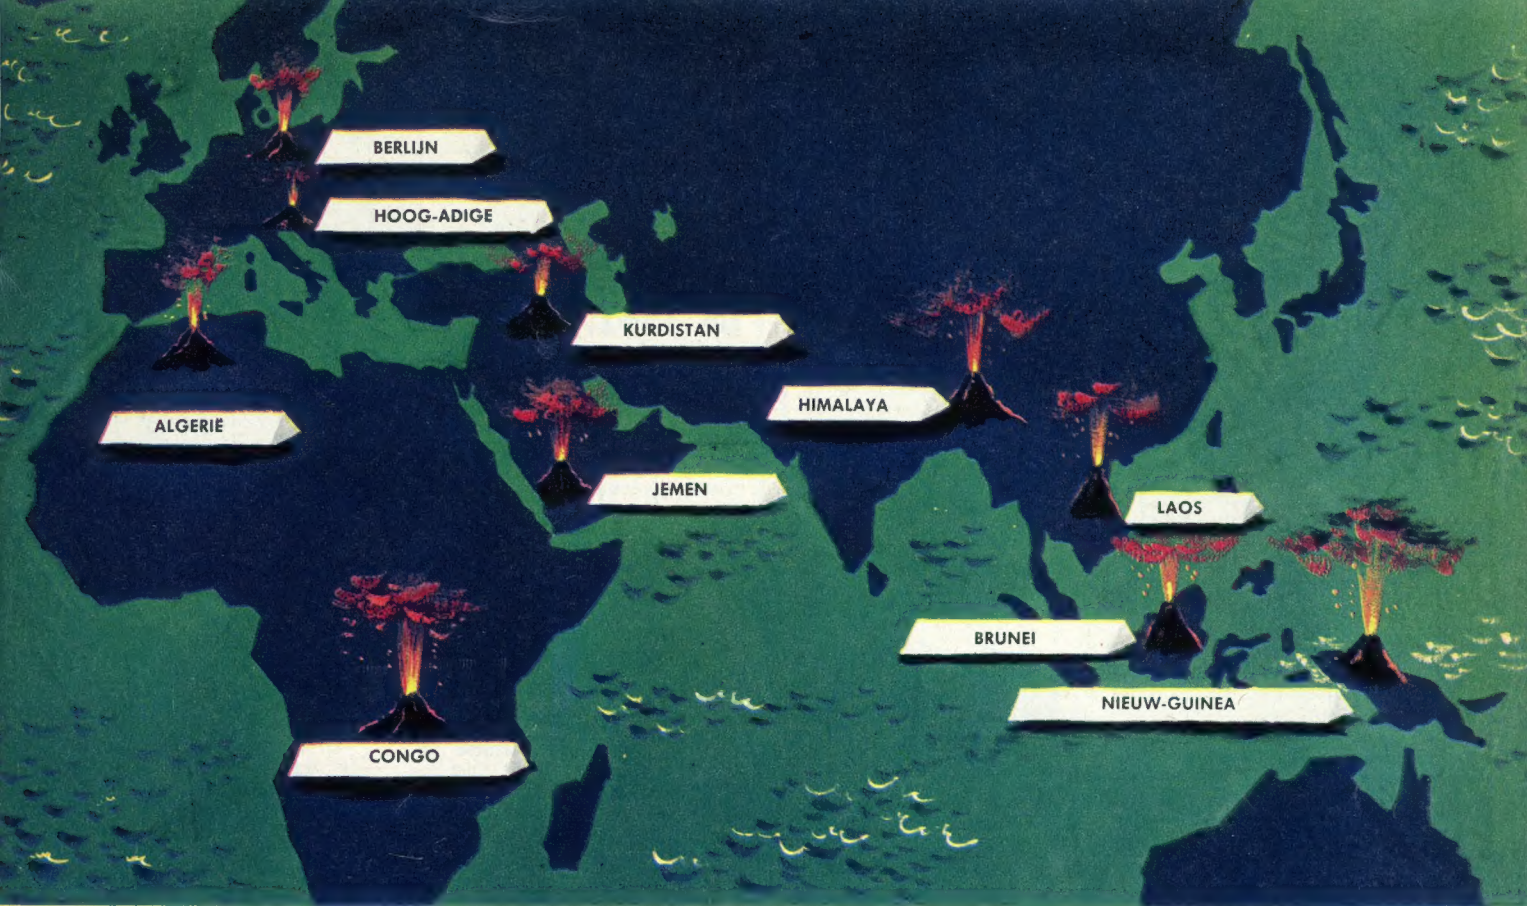 BERLIJN
HOOG-ADIGE
KURDISTAN
HIMALAYA
ALGERIË
JEMEN
LAOS
BRUNEI
NIEUW-GUINEA
CONGO